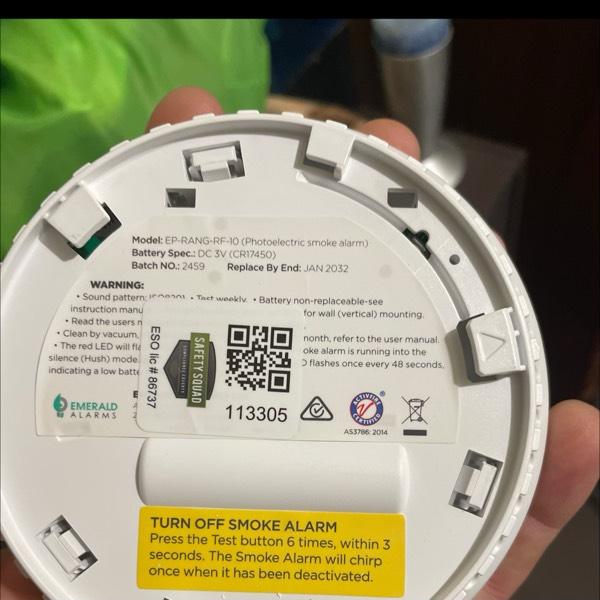 Model: EP-RANG-RF-10 (Photoelectric smoke alarm)
Battery Spec.: DC 3V (CR17450)
Batch NO.: 2459 Replace By End: JAN 2032
WARNING:
• Sound pattern: ISO8201 • Test weekly. • Battery non-replaceable-see
instruction for wall (vertical) mounting.
• Read the users
• Clean by vacuum, month, refer to the user manual.
• The red LED will smoke alarm is running into the
silence (Hush) mode. flashes once every 48 seconds,
indicating a low
ESO lic # 86737
SAFETY SQUAD
113305
EMERALD
ALARMS
ACTIVFIRE
CERTIFIED
AS3786: 2014
TURN OFF SMOKE ALARM
Press the Test button 6 times, within 3
seconds. The Smoke Alarm will chirp
once when it has been deactivated.